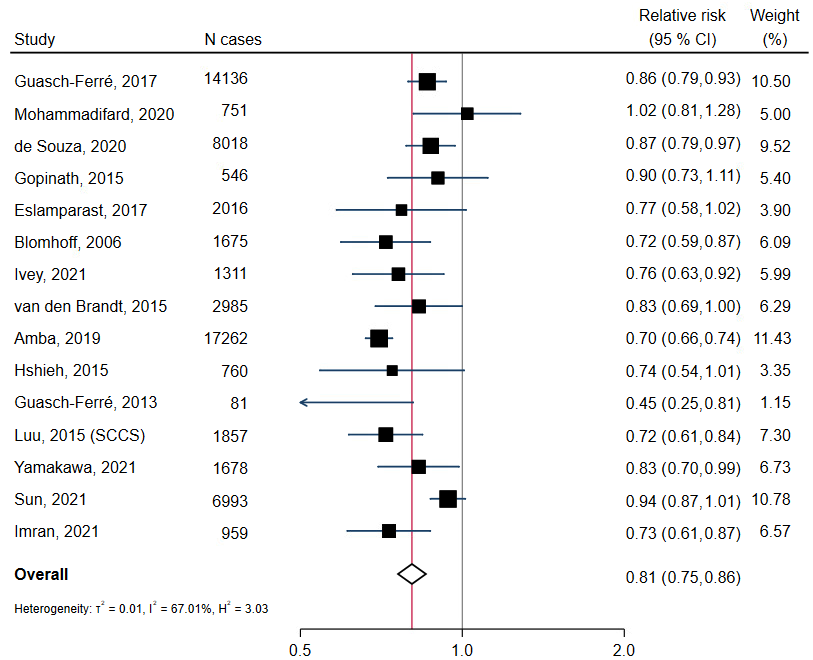 Relative risk Weight
Study N cases (95 % CI) (%)
Guasch-Ferré, 2017 14136 0.86 (0.79,0.93) 10.50
Mohammadifard, 2020 751 1.02 (0.81,1.28) 5.00
de Souza, 2020 8018 0.87 (0.79,0.97) 9.52
Gopinath, 2015 546 0.90 (0.73,1.11) 5.40
Eslamparast, 2017 2016 0.77 (0.58,1.02) 3.90
Blomhoff, 2006 1675 0.72 (0.59,0.87) 6.09
Ivey, 2021 1311 0.76 (0.63,0.92) 5.99
van den Brandt, 2015 2985 0.83 (0.69,1.00) 6.29
Amba, 2019 17262 0.70 (0.66,0.74) 11.43
Hshieh, 2015 760 0.74 (0.54,1.01) 3.35
Guasch-Ferré, 2013 81 0.45 (0.25,0.81) 1.15
Luu, 2015 (SCCS) 1857 0.72 (0.61,0.84) 7.30
Yamakawa, 2021 1678 0.83 (0.70,0.99) 6.73
Sun, 2021 6993 0.94 (0.87,1.01) 10.78
Imran, 2021 959 0.73 (0.61,0.87) 6.57
Overall 0.81 (0.75,0.86)
Heterogeneity: τ² = 0.01, I² = 67.01%, H² = 3.03
0.5 1.0 2.0